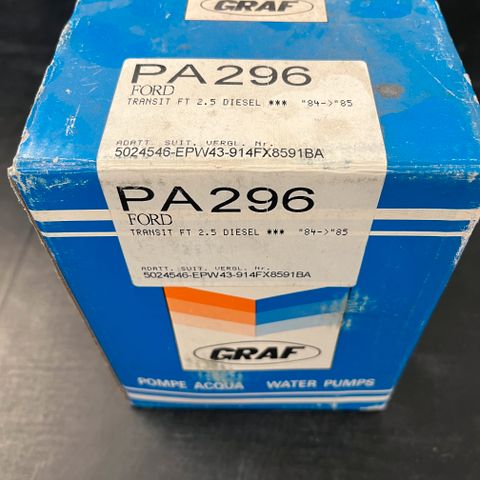 GRAF
PA296
FORD
TRANSIT FT 2.5 DIESEL *** "84->"85
ADATT. SUIT. VERGL. Nr.
5024546-EPW43-914FX8591BA
PA296
FORD
TRANSIT FT 2.5 DIESEL *** "84->"85
ADATT. SUIT. VERGL. Nr.
5024546-EPW43-914FX8591BA
GRAF
POMPE ACQUA WATER PUMPS